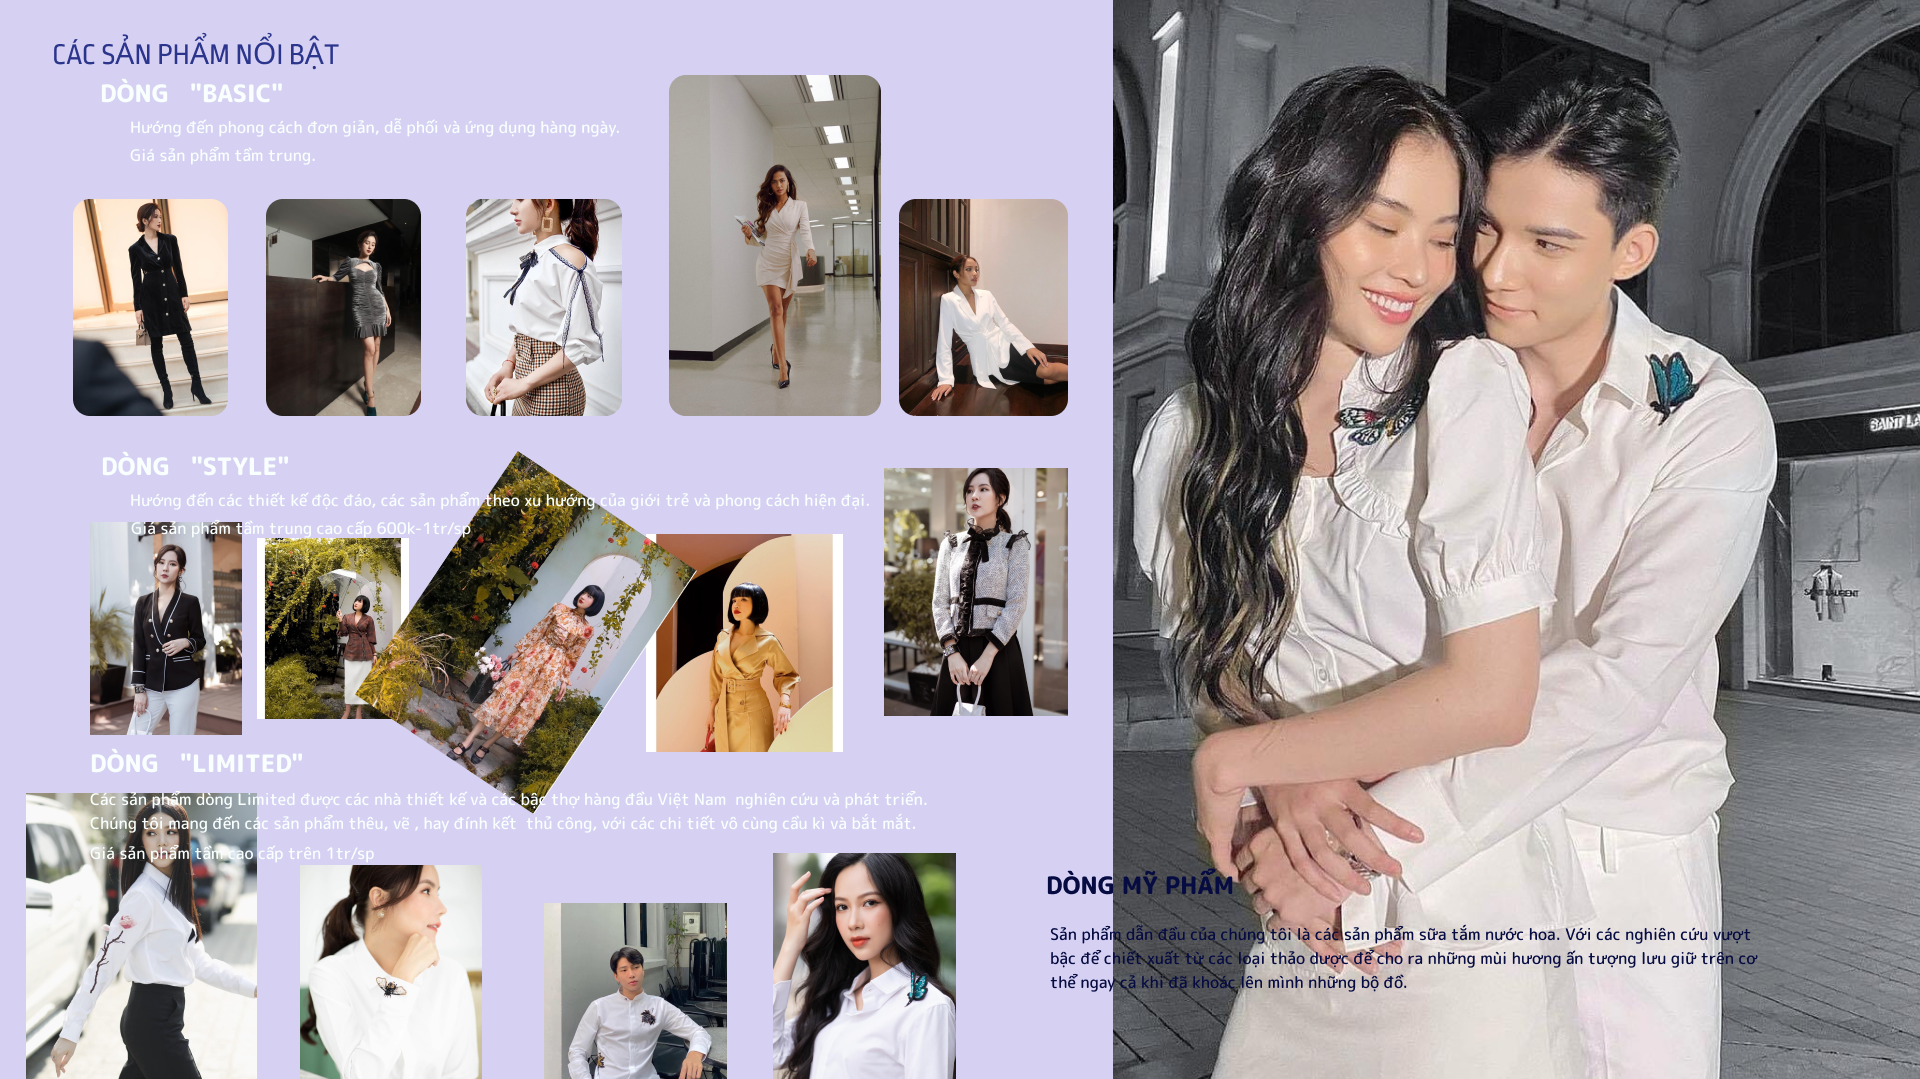 CÁC SẢN PHẨM NỔI BẬT
DÒNG "BASIC"
Hướng đến phong cách đơn giản, dễ phối và ứng dụng hàng ngày.
Giá sản phẩm tầm trung.
DÒNG "STYLE"
Hướng đến các thiết kế độc đáo, các sản phẩm theo xu hướng của giới trẻ và phong cách hiện đại.
Giá sản phẩm tầm trung cao cấp 600k-1tr/sp
DÒNG "LIMITED"
Các sản phẩm dòng Limited được các nhà thiết kế và các bậc thợ hàng đầu Việt Nam nghiên cứu và phát triển.
Chúng tôi mang đến các sản phẩm thêu, vẽ , hay đính kết thủ công, với các chi tiết vô cùng cầu kì và bắt mắt.
Giá sản phẩm tầm cao cấp trên 1tr/sp
DÒNG MỸ PHẨM
Sản phẩm dẫn đầu của chúng tôi là các sản phẩm sữa tắm nước hoa. Với các nghiên cứu vượt
bậc để chiết xuất từ các loại thảo dược để cho ra những mùi hương ấn tượng lưu giữ trên cơ
thể ngay cả khi đã khoác lên mình những bộ đồ.
SAINT LA
SAINT LAURENT